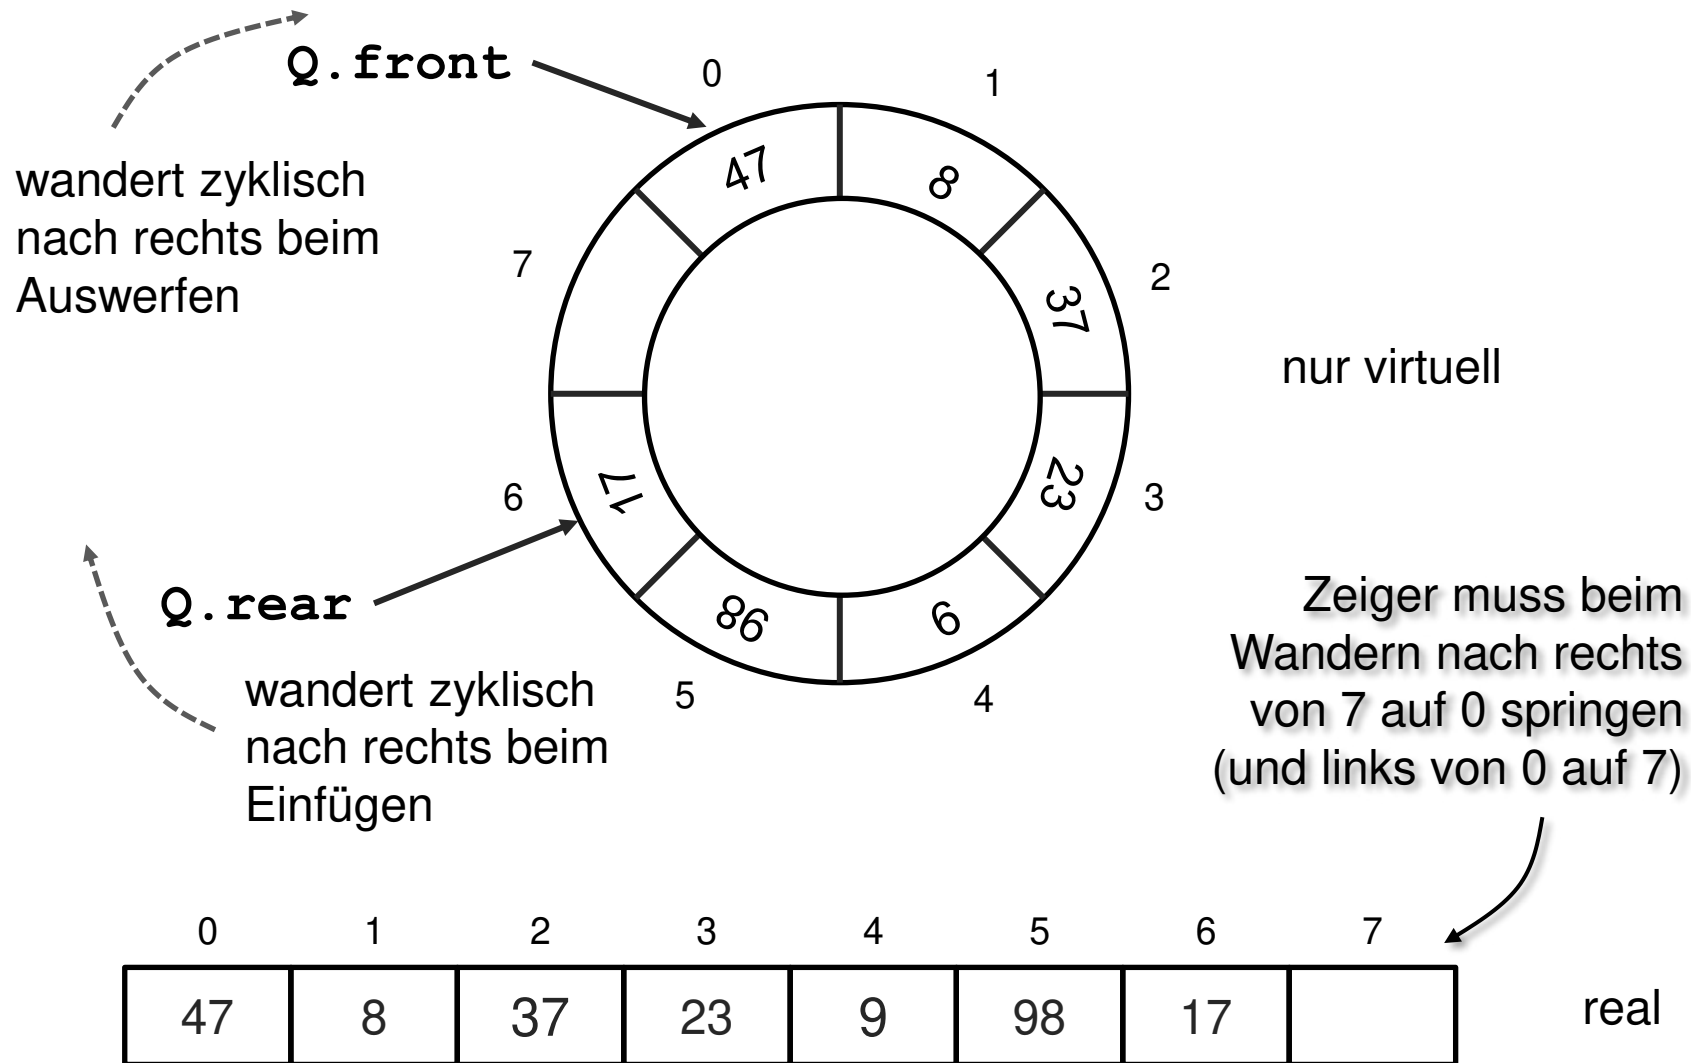 Q.front
0
1
wandert zyklisch
nach rechts beim
Auswerfen
47
8
7
2
37
nur virtuell
6
17
23
3
Q.rear
98
9
5
4
wandert zyklisch
nach rechts beim
Einfügen
Zeiger muss beim
Wandern nach rechts
von 7 auf 0 springen
(und links von 0 auf 7)
0 1 2 3 4 5 6 7
47 8 37 23 9 98 17
real